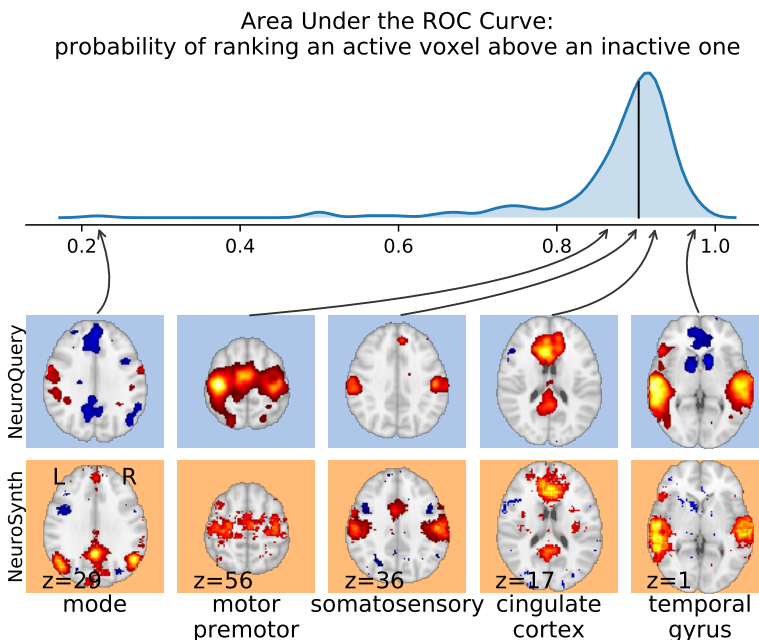 Area Under the ROC Curve:
probability of ranking an active voxel above an inactive one
0.2 0.4 0.6 0.8 1.0
NeuroQuery
NeuroSynth
L R
z=29 z=56 z=36 z=17 z=1
mode motor premotor somatosensory cingulate cortex temporal gyrus